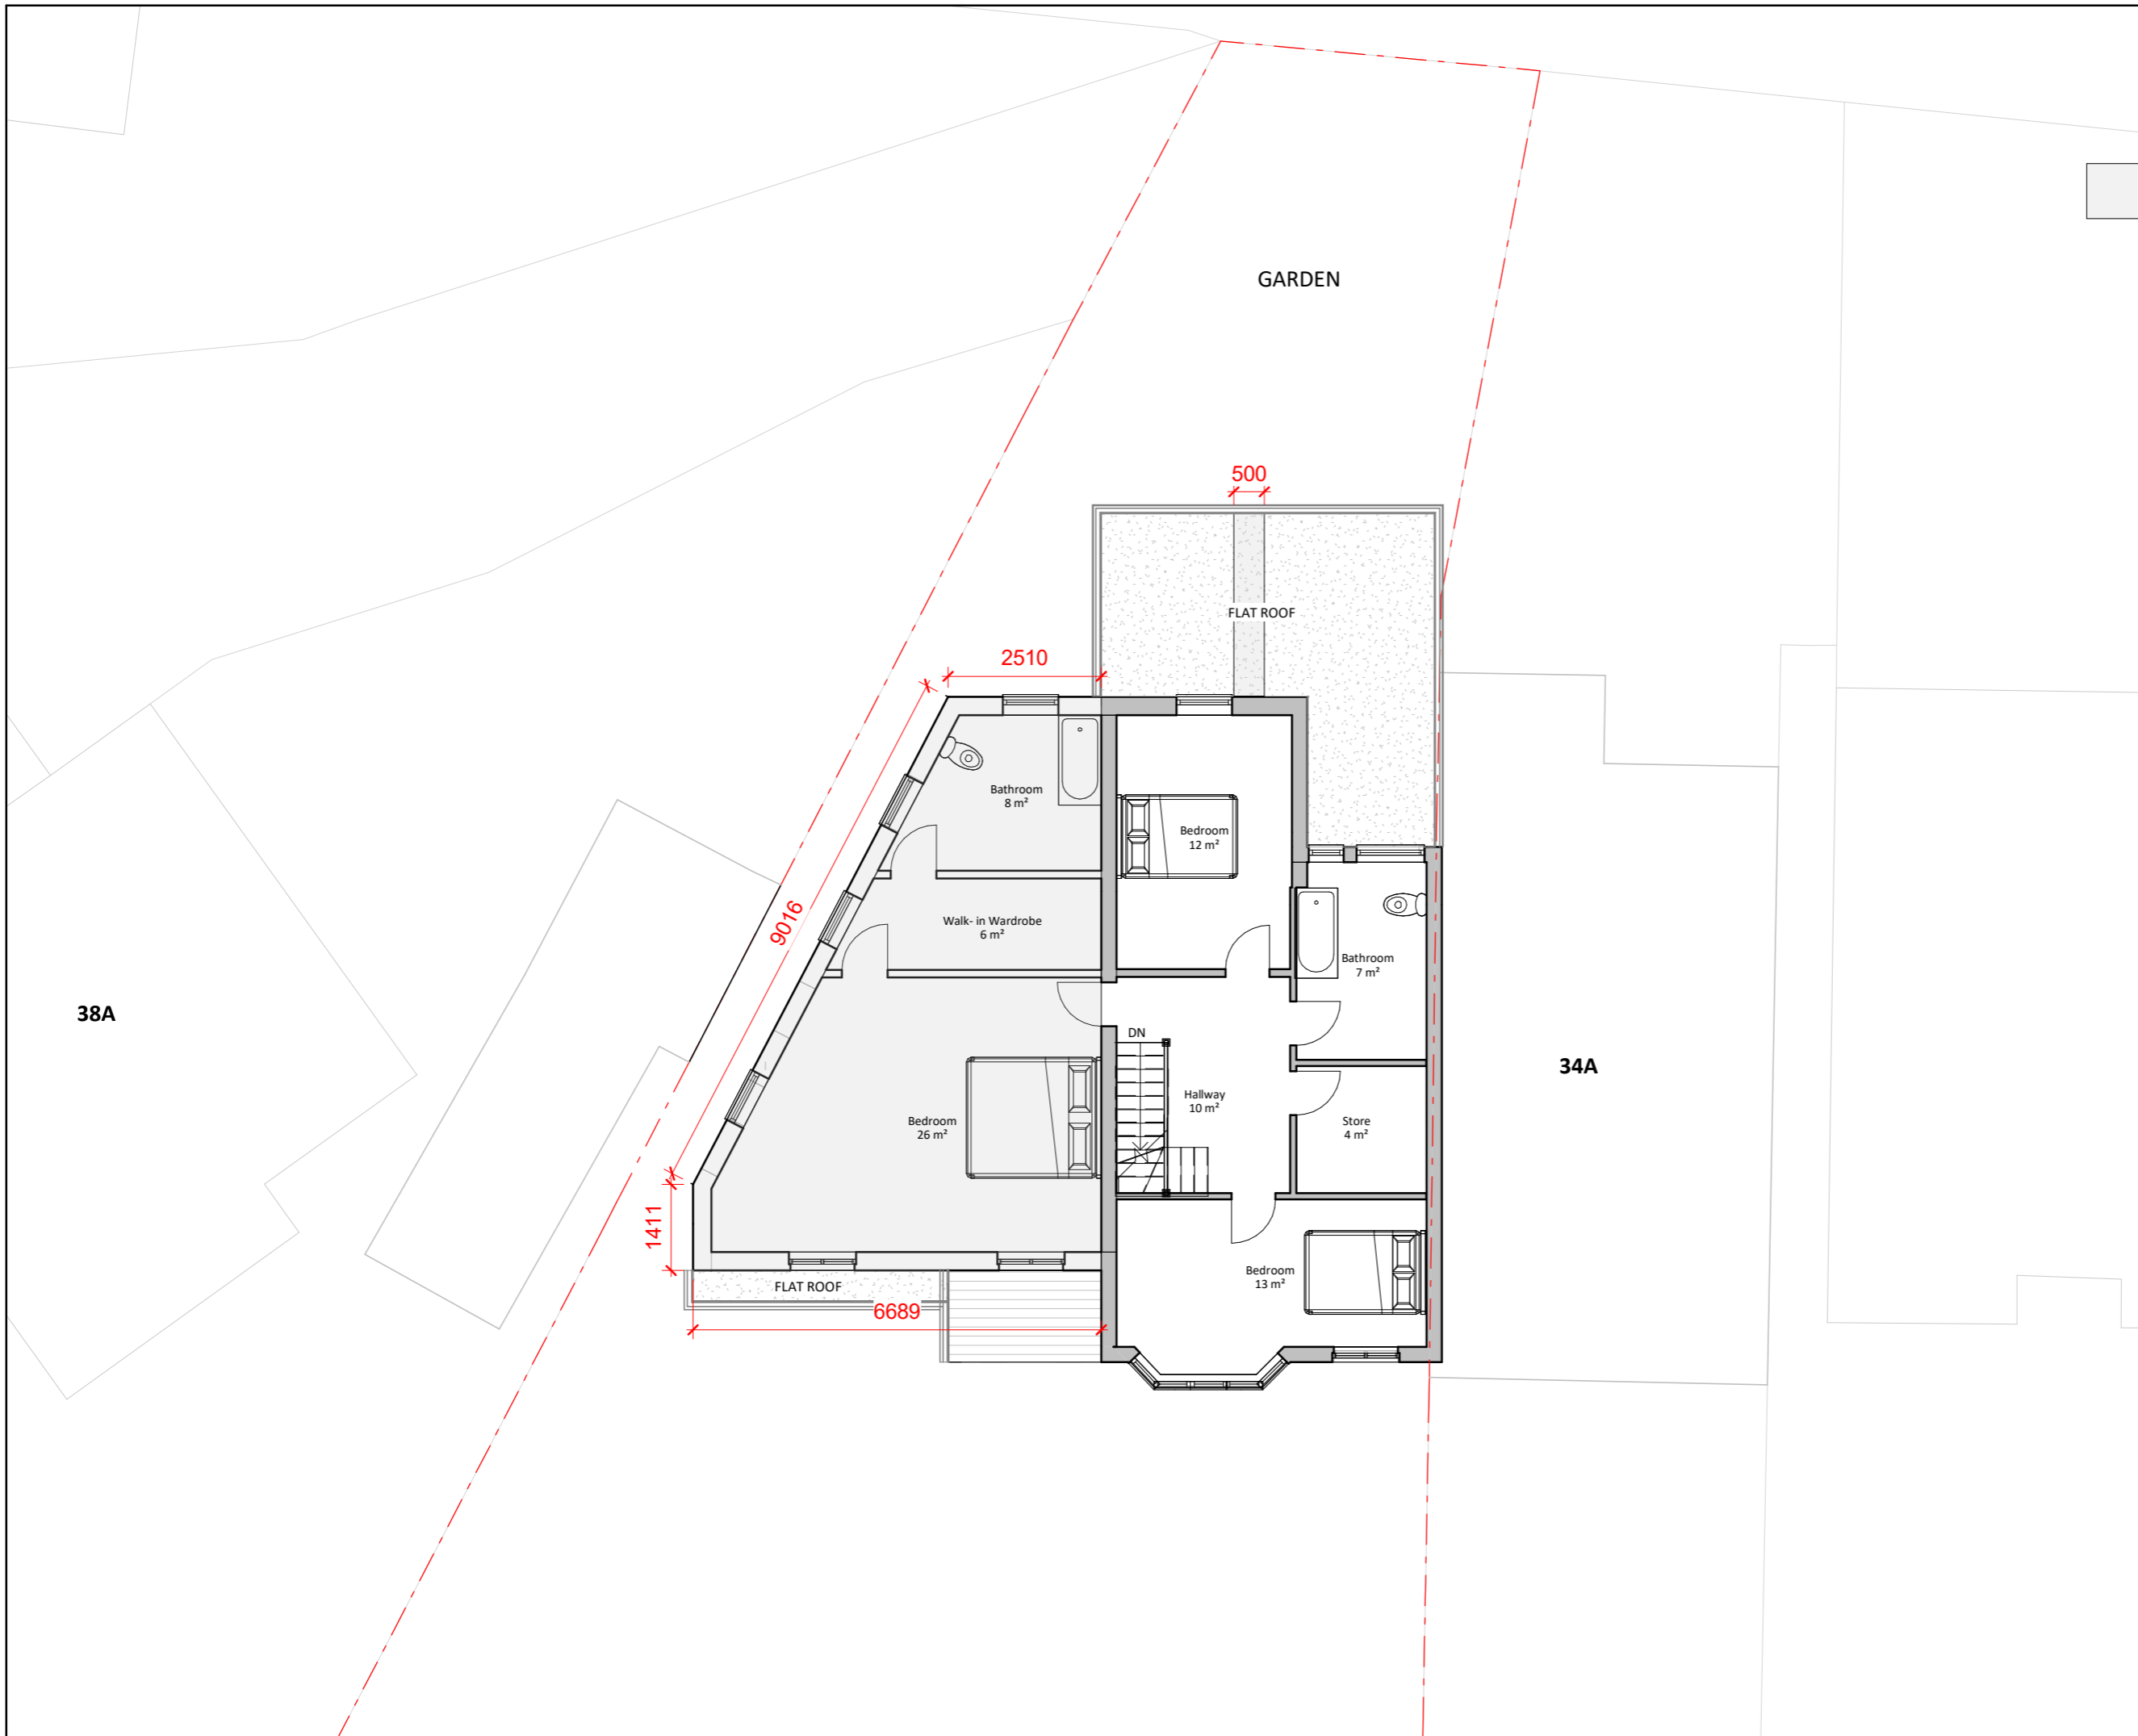 GARDEN
500
FLAT ROOF
2510
Bathroom
8 m²
Bedroom
12 m²
Walk- in Wardrobe
6 m²
9016
Bathroom
7 m²
38A
DN
34A
Hallway
10 m²
Bedroom
26 m²
Store
4 m²
1411
Bedroom
13 m²
FLAT ROOF
6689